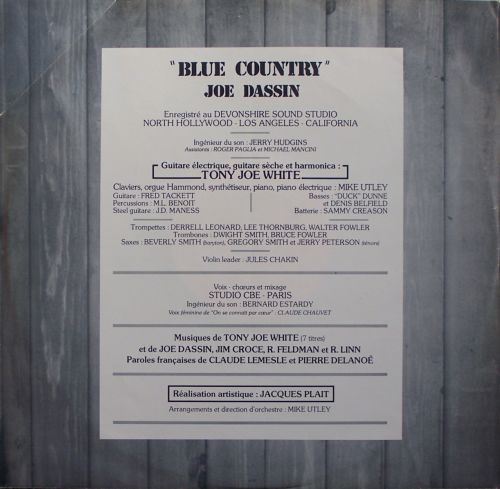 "BLUE COUNTRY"
JOE DASSIN
Enregistré au DEVONSHIRE SOUND STUDIO
NORTH HOLLYWOOD - LOS ANGELES - CALIFORNIA
Ingénieur du son : JERRY HUDGINS
Assistants : ROGER PAGLIA et MICHAEL MANCINI
Guitare électrique, guitare sèche et harmonica :
TONY JOE WHITE
Claviers, orgue Hammond, synthétiseur, piano, piano électrique : MIKE UTLEY
Guitare : FRED TACKETT
Percussions : M.L. BENOIT
Steel guitare : J.D. MANESS
Basses : "DUCK" DUNNE
et DENIS BELFIELD
Batterie : SAMMY CREASON
Trompettes : DERRELL LEONARD, LEE THORNBURG, WALTER FOWLER
Trombones : DWIGHT SMITH, BRUCE FOWLER
Saxes : BEVERLY SMITH (baryton), GREGORY SMITH et JERRY PETERSON (ténors)
Violin leader : JULES CHAKIN
Voix - chœurs et mixage
STUDIO CBE - PARIS
Ingénieur du son : BERNARD ESTARDY
Voix féminine de "On se connaît par cœur" : CLAUDE CHAUVET
Musiques de TONY JOE WHITE (7 titres)
et de JOE DASSIN, JIM CROCE, R. FELDMAN et R. LINN
Paroles françaises de CLAUDE LEMESLE et PIERRE DELANOË
Réalisation artistique : JACQUES PLAIT
Arrangements et direction d'orchestre : MIKE UTLEY